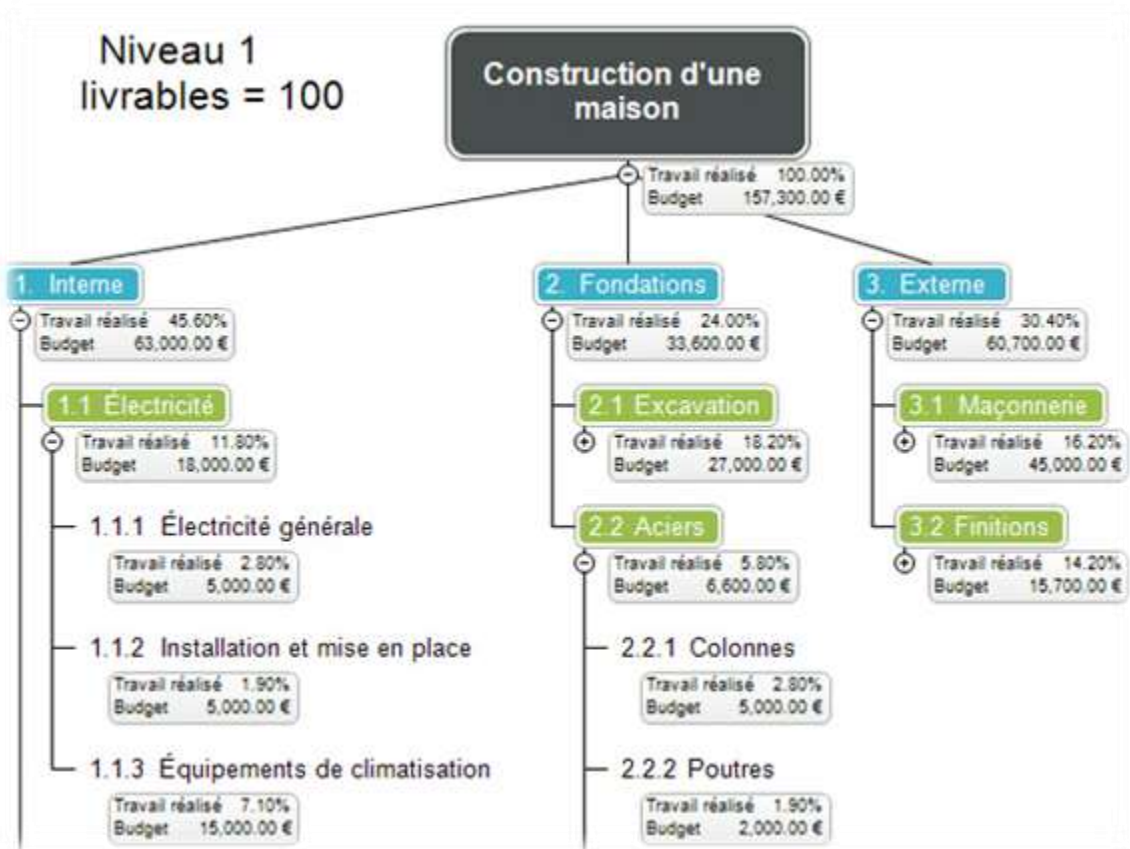 Niveau 1
livrables = 100
Construction d'une
maison
Travail réalisé 100.00%
Budget 157,300.00 €
1. Interne
Travail réalisé 45.60%
Budget 63,000.00 €
1.1 Électricité
Travail réalisé 11.80%
Budget 18,000.00 €
1.1.1 Électricité générale
Travail réalisé 2.80%
Budget 5,000.00 €
1.1.2 Installation et mise en place
Travail réalisé 1.90%
Budget 5,000.00 €
1.1.3 Équipements de climatisation
Travail réalisé 7.10%
Budget 15,000.00 €
2. Fondations
Travail réalisé 24.00%
Budget 33,600.00 €
2.1 Excavation
Travail réalisé 18.20%
Budget 27,000.00 €
2.2 Aciers
Travail réalisé 5.80%
Budget 6,600.00 €
2.2.1 Colonnes
Travail réalisé 2.80%
Budget 5,000.00 €
2.2.2 Poutres
Travail réalisé 1.90%
Budget 2,000.00 €
3. Externe
Travail réalisé 30.40%
Budget 60,700.00 €
3.1 Maçonnerie
Travail réalisé 16.20%
Budget 45,000.00 €
3.2 Finitions
Travail réalisé 14.20%
Budget 15,700.00 €